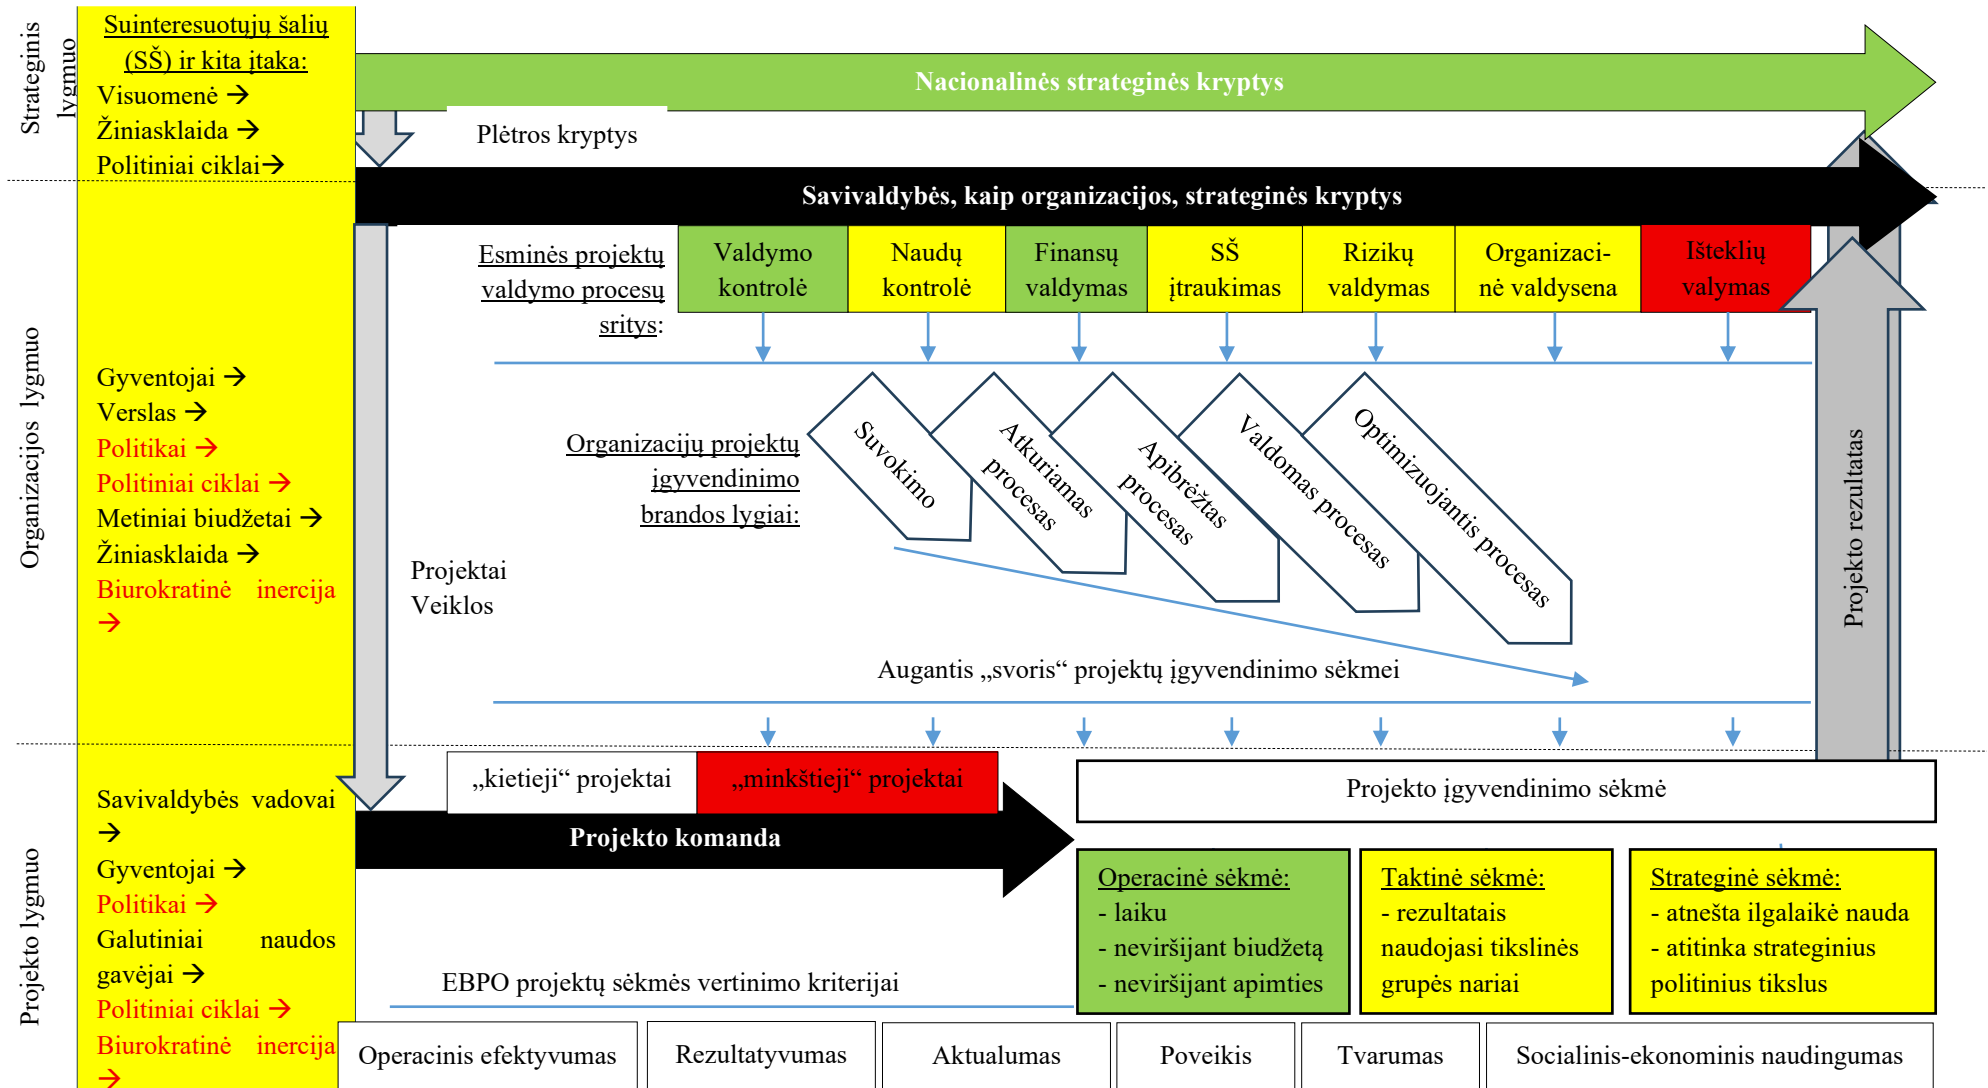 Strateginis
lygmuo
Suinteresuotųjų šalių
(SŠ) ir kita įtaka:
Visuomenė →
Žiniasklaida →
Politiniai ciklai→
Nacionalinės strateginės kryptys
Plėtros kryptys
Savivaldybės, kaip organizacijos, strateginės kryptys
Organizacijos lygmuo
Gyventojai →
Verslas →
Politikai →
Politiniai ciklai →
Metiniai biudžetai →
Žiniasklaida →
Biurokratinė inercija
→
Esminės projektų
valdymo procesų
sritys:
Valdymo
kontrolė
Naudų
kontrolė
Finansų
valdymas
SŠ
įtraukimas
Rizikų
valdymas
Organizaci-
nė valdysena
Išteklių
valymas
Organizacijų projektų
įgyvendinimo
brandos lygiai:
Suvokimo
Atkuriamas
procesas
Apibrėžtas
procesas
Valdomas procesas
Optimizuojantis procesas
Projektai
Veiklos
Augantis „svoris“ projektų įgyvendinimo sėkmei
Projekto rezultatas
Projekto lygmuo
Savivaldybės vadovai
→
Gyventojai →
Politikai →
Galutiniai naudos
gavėjai →
Politiniai ciklai →
Biurokratinė inercija
→
„kietieji“ projektai
„minkštieji“ projektai
Projekto komanda
Projekto įgyvendinimo sėkmė
Operacinė sėkmė:
- laiku
- neviršijant biudžetą
- neviršijant apimties
Taktinė sėkmė:
- rezultatais
naudojasi tikslinės
grupės nariai
Strateginė sėkmė:
- atnešta ilgalaikė nauda
- atitinka strateginius
politinius tikslus
EBPO projektų sėkmės vertinimo kriterijai
Operacinis efektyvumas
Rezultatyvumas
Aktualumas
Poveikis
Tvarumas
Socialinis-ekonominis naudingumas